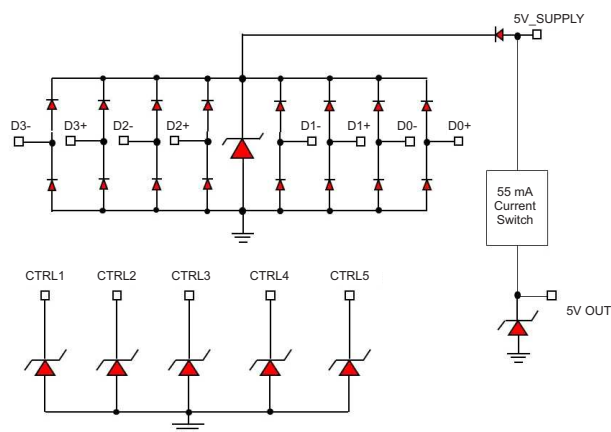 5V_SUPPLY
D3-
D3+
D2-
D2+
D1-
D1+
D0-
D0+
55 mA
Current
Switch
CTRL1
CTRL2
CTRL3
CTRL4
CTRL5
5V OUT